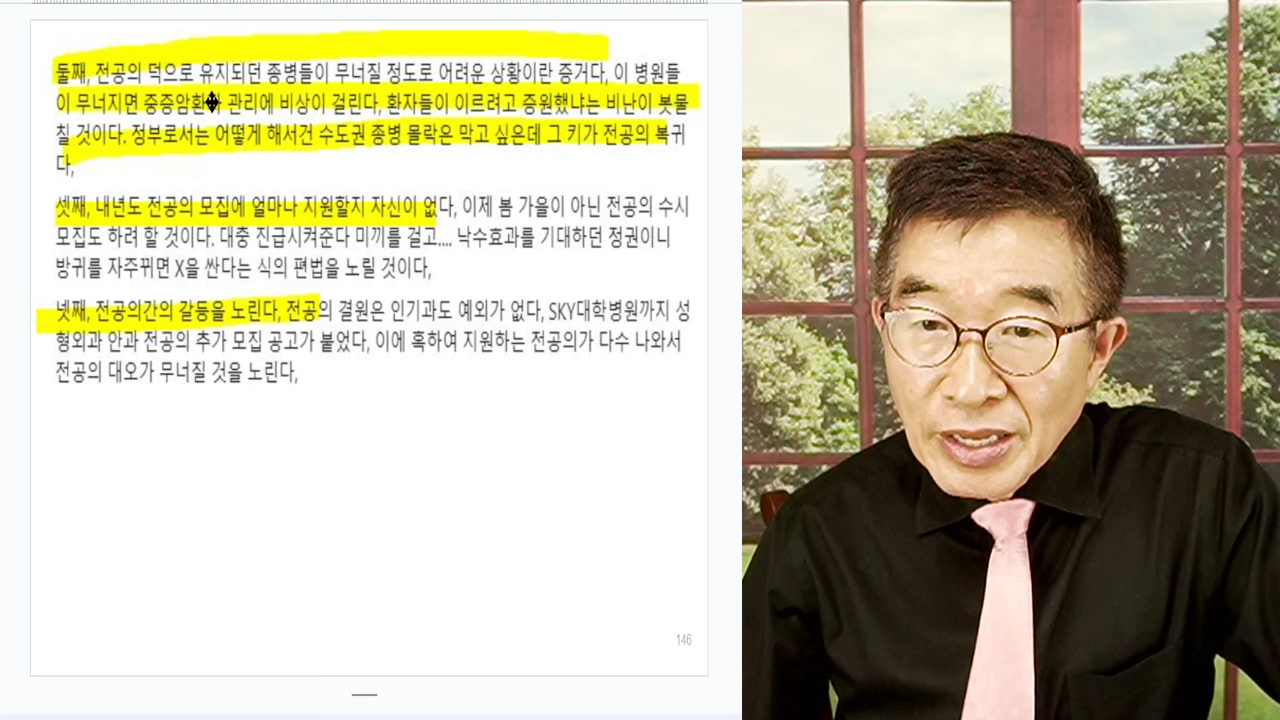 둘째, 전공의 덕으로 유지되던 종병들이 무너질 정도로 어려운 상황이란 증거다, 이 병원들
이 무너지면 중증암환 관리에 비상이 걸린다, 환자들이 이르려고 증원했냐는 비난이 봇물
칠 것이다. 정부로서는 어떻게 해서건 수도권 종병 몰락은 막고 싶은데 그 키가 전공의 복귀
다,
셋째, 내년도 전공의 모집에 얼마나 지원할지 자신이 없다, 이제 봄 가을이 아닌 전공의 수시
모집도 하려 할 것이다. 대충 진급시켜준다 미끼를 걸고.... 낙수효과를 기대하던 정권이니
방귀를 자주뀌면 X을 싼다는 식의 편법을 노릴 것이다,
넷째, 전공의간의 갈등을 노린다, 전공의 결원은 인기과도 예외가 없다, SKY대학병원까지 성
형외과 안과 전공의 추가 모집 공고가 붙었다, 이에 혹하여 지원하는 전공의가 다수 나와서
전공의 대오가 무너질 것을 노린다,
146